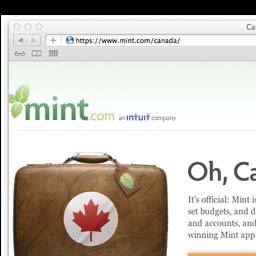 Ca
https://www.mint.com/canada/
mint.com an intuit company
Oh, Ca
It's official: Mint is
set budgets, and d
and accounts, and
winning Mint app